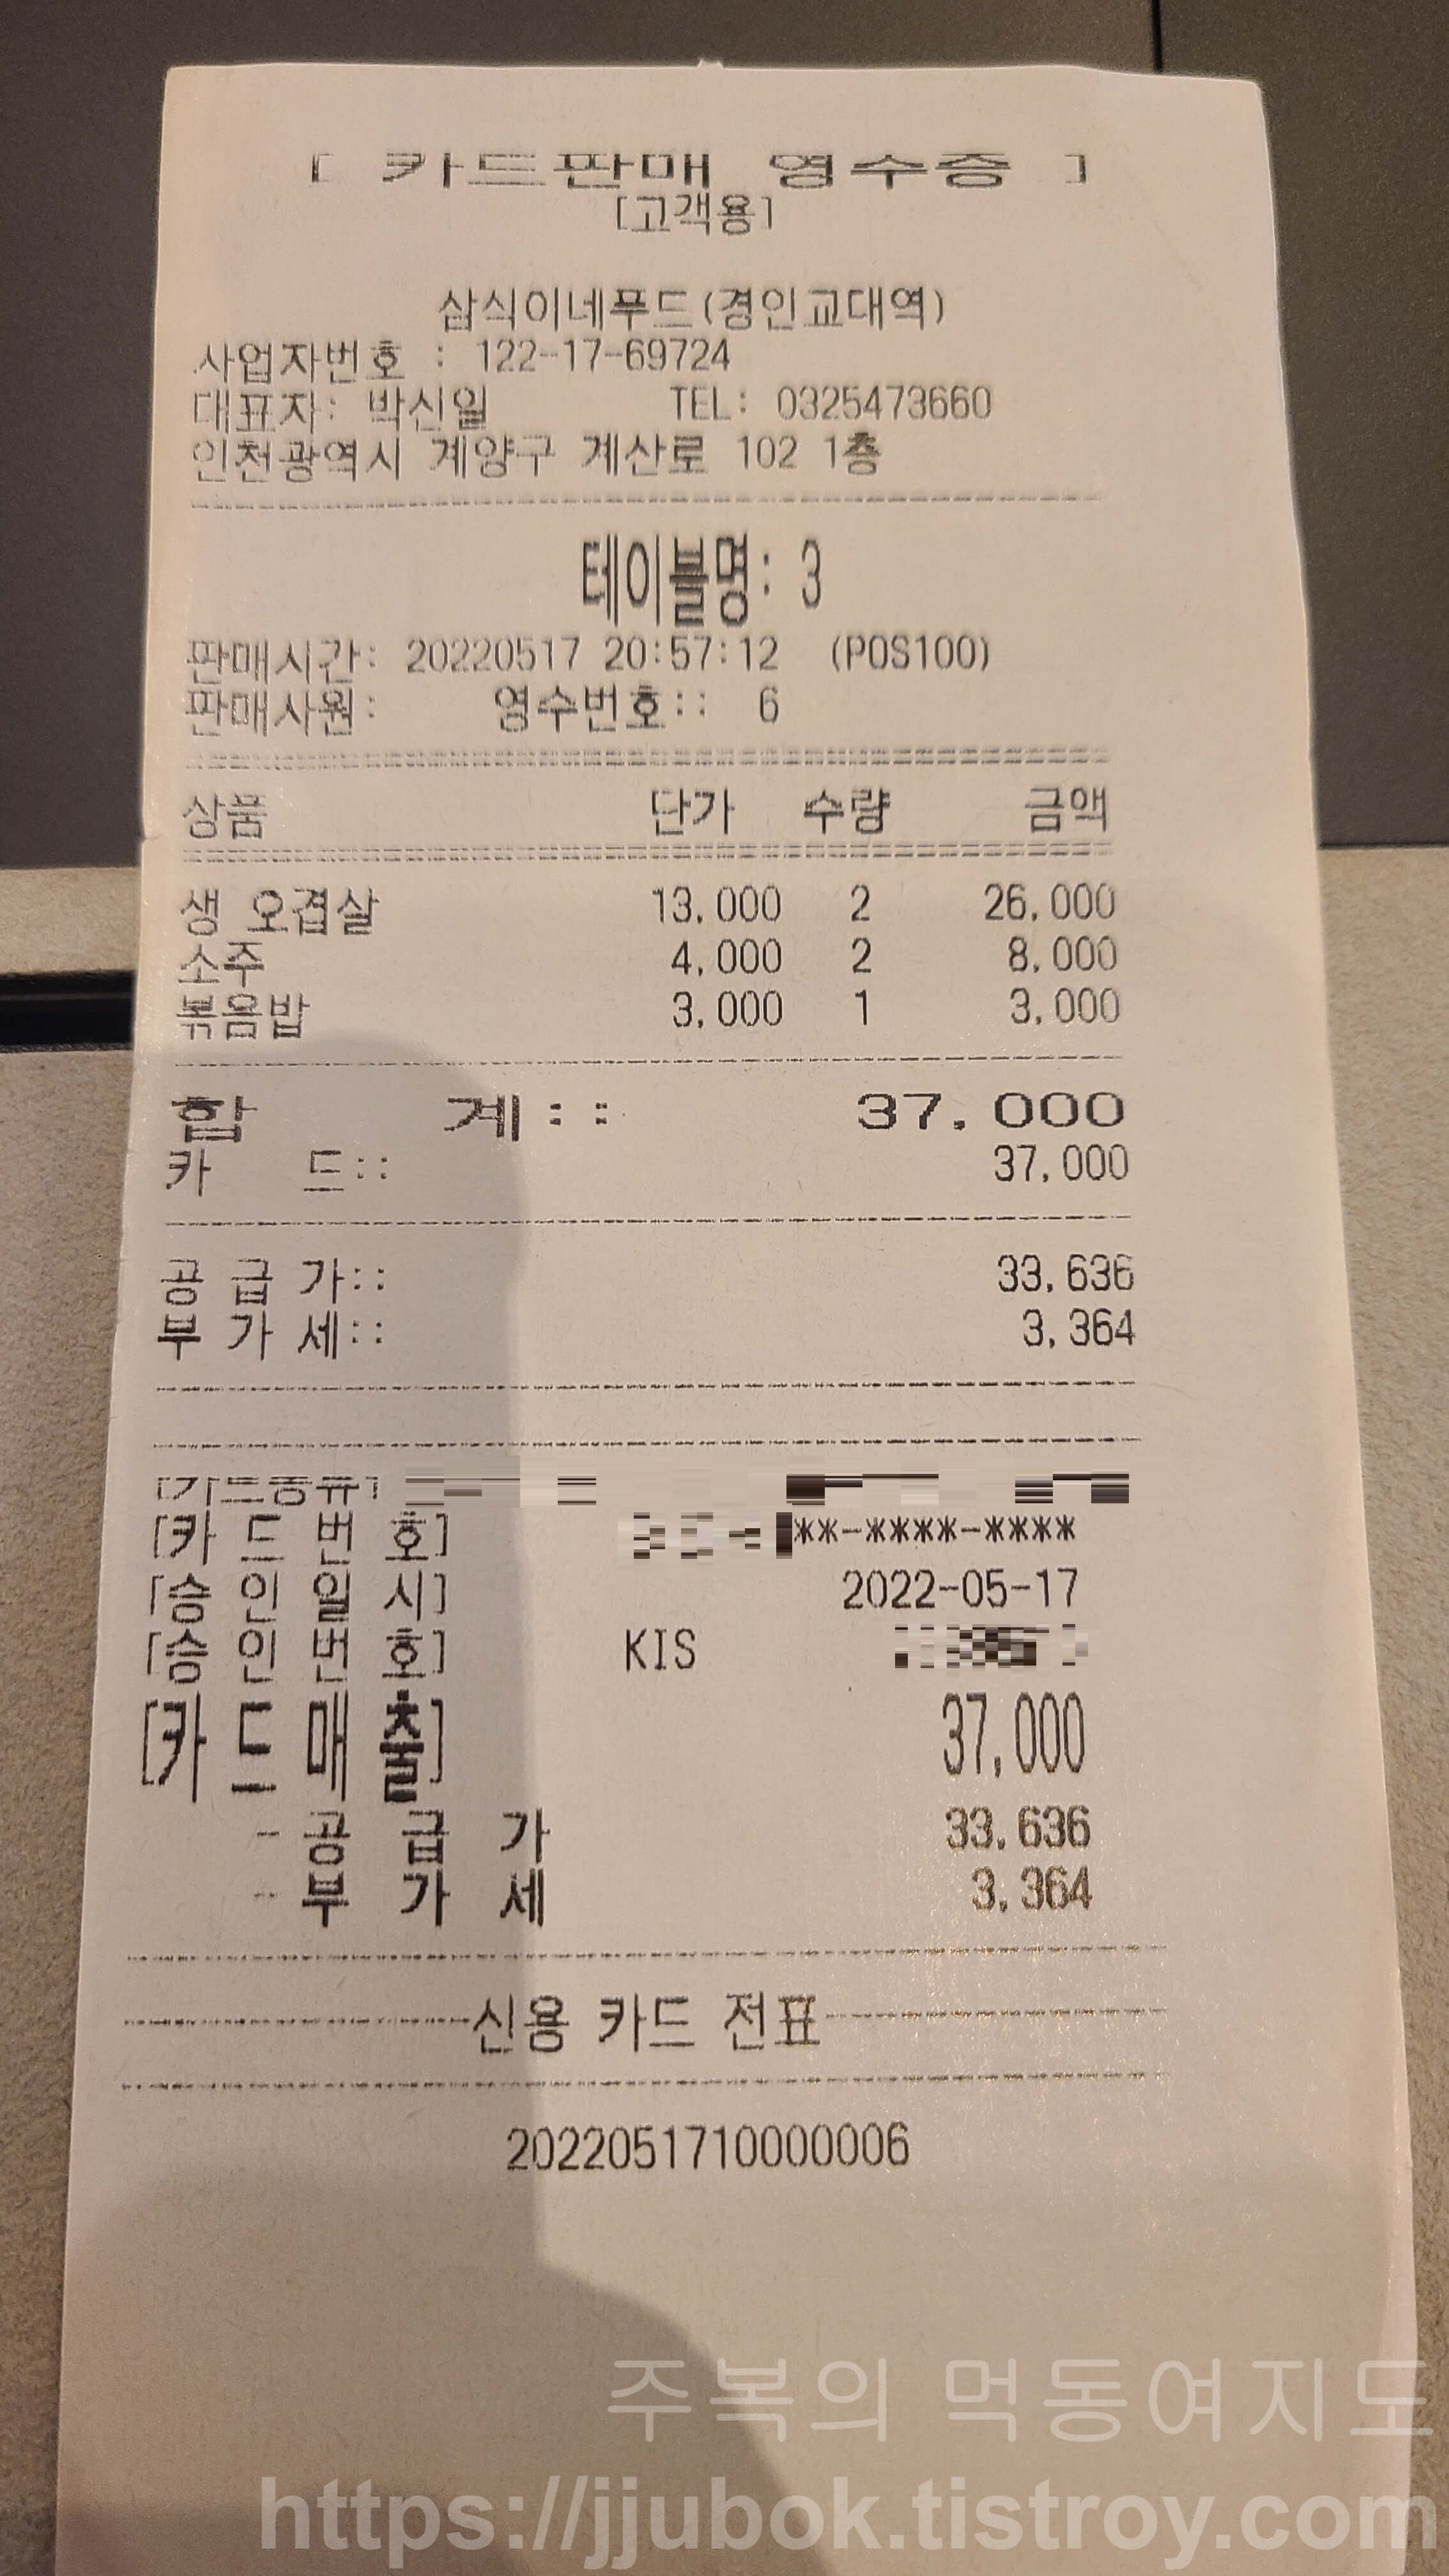 [ 카드판매 영수증 ]
[고객용]
삼식이네푸드(경인교대역)
사업자번호 : 122-17-69724
대표자: 박신일 TEL: 0325473660
인천광역시 계양구 계산로 102 1층
테이블명: 3
판매시간: 20220517 20:57:12 (POS100)
판매사원: 영수번호:: 6
상품 단가 수량 금액
생 오겹살 13,000 2 26,000
소주 4,000 2 8,000
볶음밥 3,000 1 3,000
합 계:: 37,000
카 드:: 37,000
공 급 가:: 33,636
부 가 세:: 3,364
[카드종류]
[카 드 번 호] **-****-****
[승 인 일 시] 2022-05-17
[승 인 번 호] KIS
[카 드 매 출] 37,000
- 공 급 가 33,636
- 부 가 세 3,364
신용 카드 전표
2022051710000006
주복의 먹동여지도
https://jjubok.tistroy.com